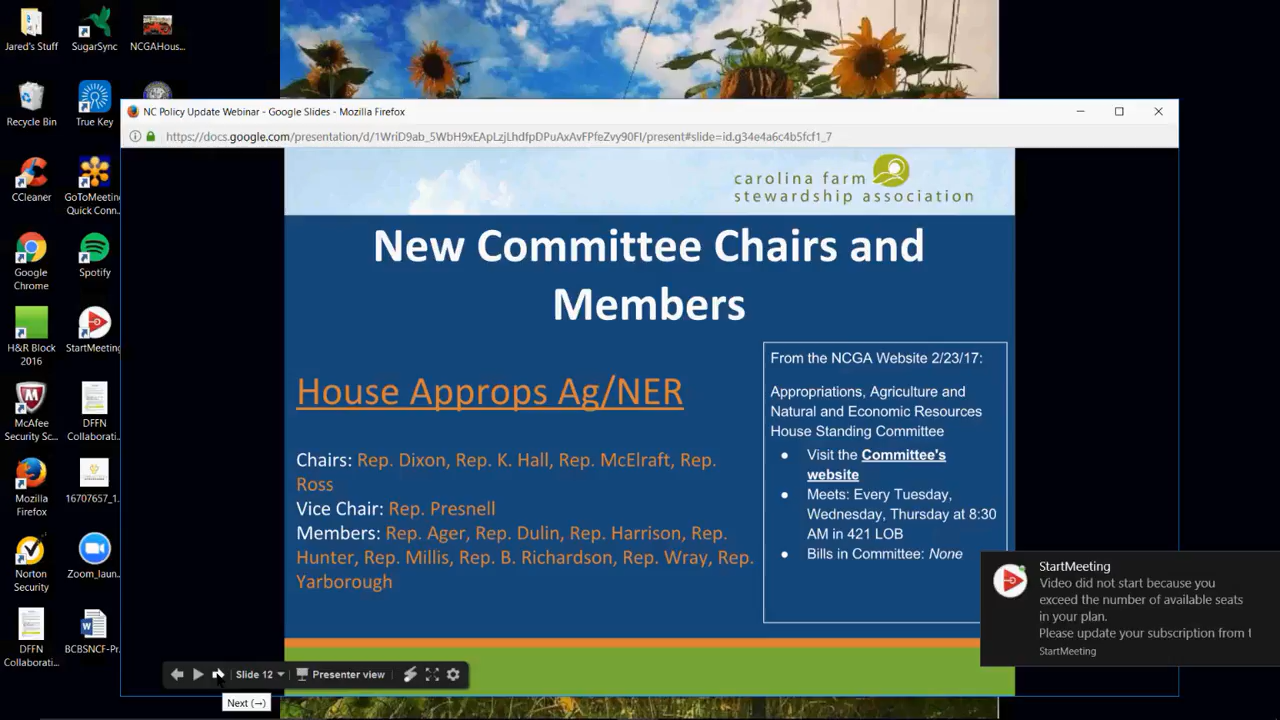 Jared's Stuff
SugarSync
NCGAHous...
Recycle Bin
True Key
CCleaner
GoToMeeting
Quick Conn...
Google
Chrome
Spotify
H&R Block
2016
StartMeeting
McAfee
Security Sc...
DFFN
Collaborati...
Mozilla
Firefox
16707657_1...
Norton
Security
Zoom_laun...
DFFN
Collaborati...
BCBSNCF-Pr...
NC Policy Update Webinar - Google Slides - Mozilla Firefox
https://docs.google.com/presentation/d/1WriD9ab_5WbH9xEApLzjLhdfpDPuAxAvFPfeZvy90FI/present#slide=id.g34e4a6c4b5fcf1_7
carolina farm
stewardship association
New Committee Chairs and
Members
House Approps Ag/NER
Chairs: Rep. Dixon, Rep. K. Hall, Rep. McElraft, Rep.
Ross
Vice Chair: Rep. Presnell
Members: Rep. Ager, Rep. Dulin, Rep. Harrison, Rep.
Hunter, Rep. Millis, Rep. B. Richardson, Rep. Wray, Rep.
Yarborough
From the NCGA Website 2/23/17:
Appropriations, Agriculture and
Natural and Economic Resources
House Standing Committee
● Visit the Committee's
website
● Meets: Every Tuesday,
Wednesday, Thursday at 8:30
AM in 421 LOB
● Bills in Committee: None
StartMeeting
Video did not start because you
exceed the number of available seats
in your plan.
Please update your subscription from t
StartMeeting
Slide 12
Presenter view
Next (→)